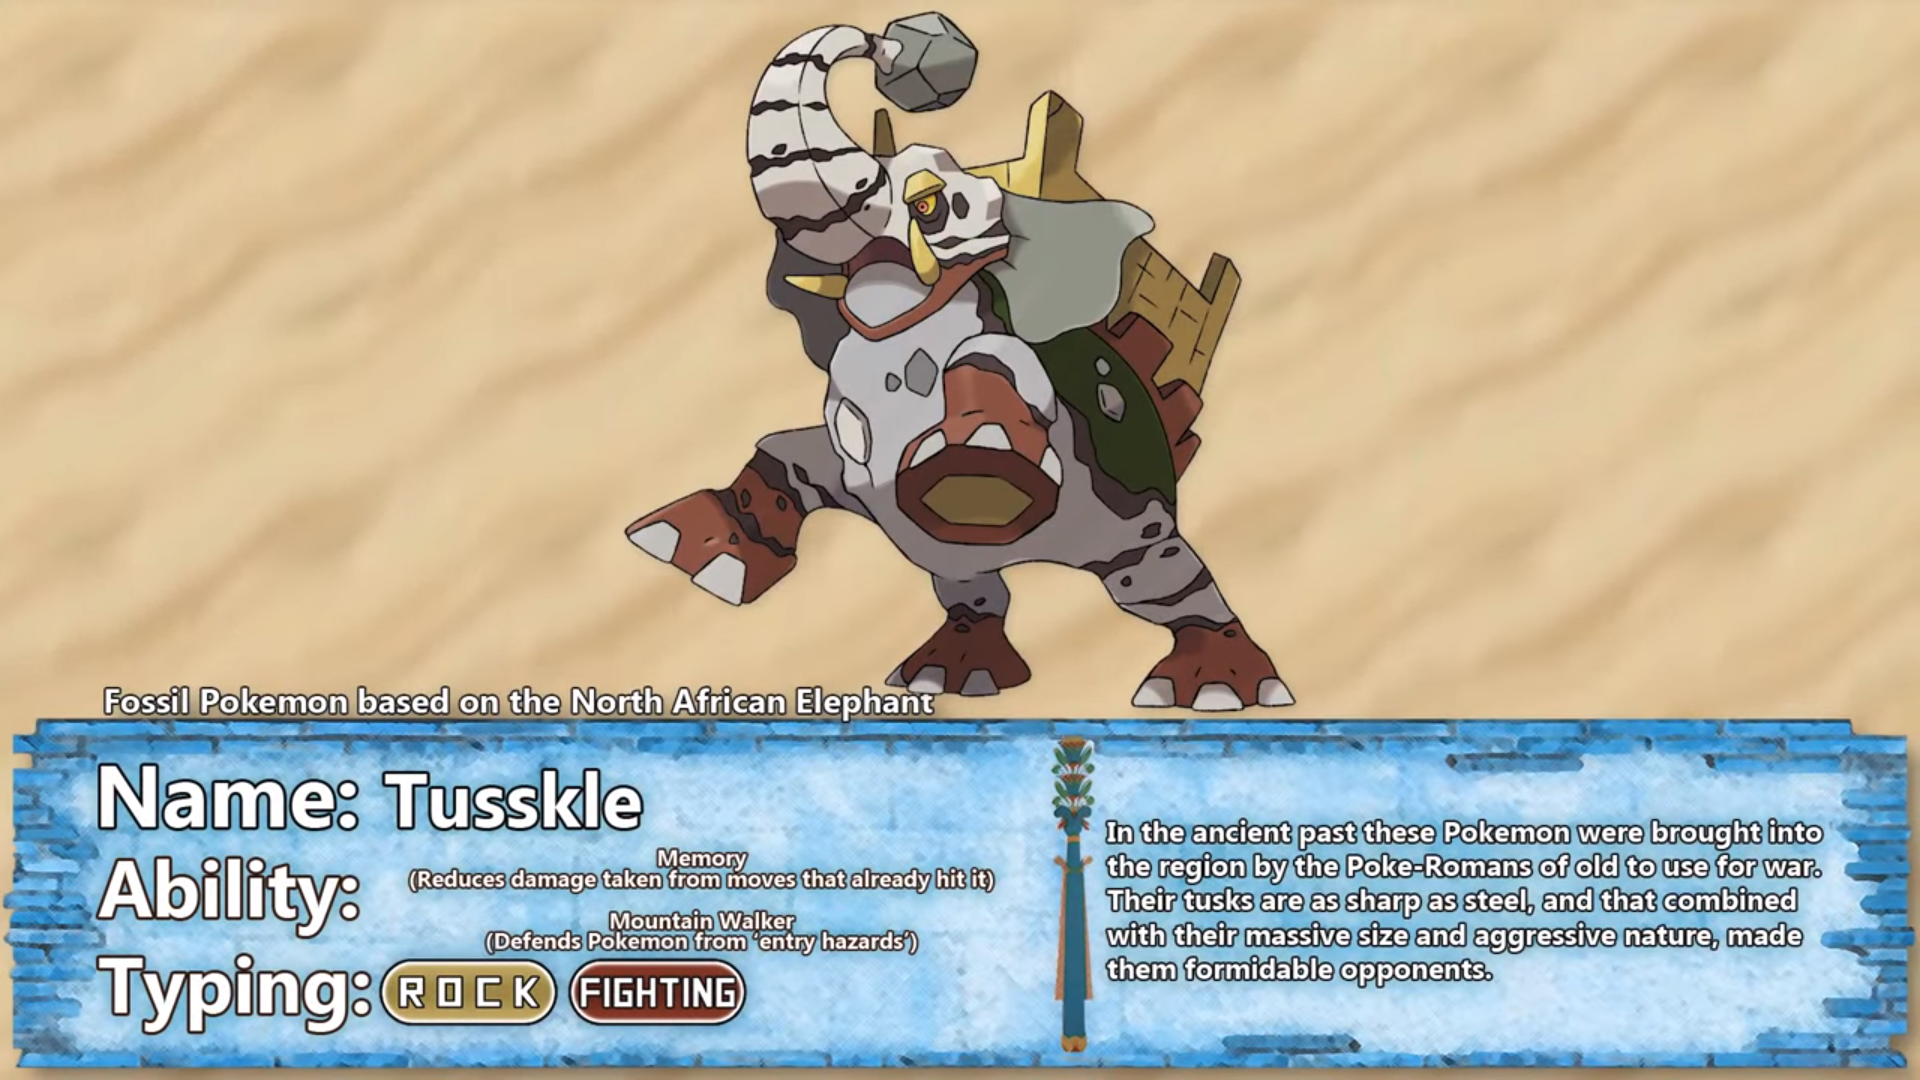 Fossil Pokemon based on the North African Elephant
Name: Tusskle
Ability:
Memory
(Reduces damage taken from moves that already hit it)
Mountain Walker
(Defends Pokemon from 'entry hazards')
Typing: ROCK FIGHTING
In the ancient past these Pokemon were brought into
the region by the Poke-Romans of old to use for war.
Their tusks are as sharp as steel, and that combined
with their massive size and aggressive nature, made
them formidable opponents.